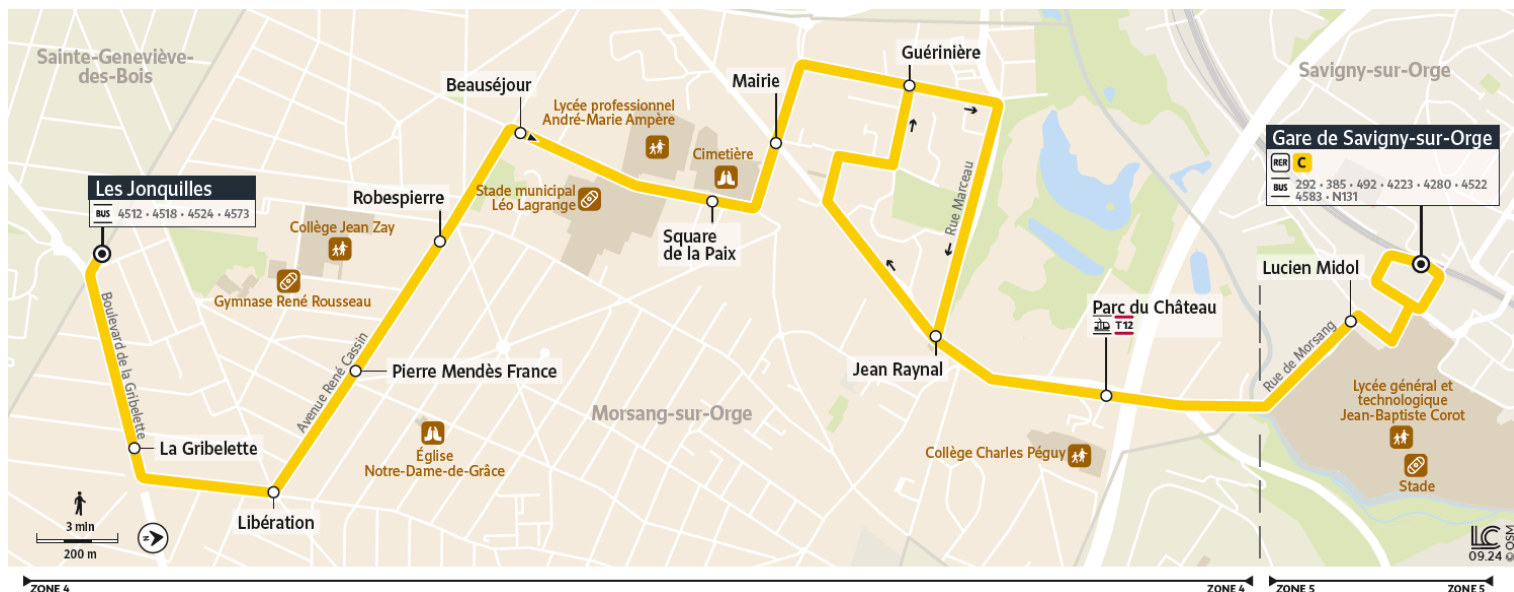 Sainte-Geneviève-
des-Bois
Savigny-sur-Orge
Morsang-sur-Orge
Les Jonquilles
BUS 4512 • 4518 • 4524 • 4573
Boulevard de la Gribelette
La Gribelette
Libération
Avenue René Cassin
Pierre Mendès France
Robespierre
Collège Jean Zay
Gymnase René Rousseau
Église
Notre-Dame-de-Grâce
Beauséjour
Lycée professionnel
André-Marie Ampère
Stade municipal
Léo Lagrange
Cimetière
Square
de la Paix
Mairie
Guérinière
Rue Marceau
Jean Raynal
Parc du Château
T12
Collège Charles Péguy
Rue de Morsang
Lucien Midol
Gare de Savigny-sur-Orge
RER C
BUS 292 • 385 • 492 • 4223 • 4280 • 4522
4583 • N131
Lycée général et
technologique
Jean-Baptiste Corot
Stade
3 min
200 m
N
LC
09.24 © OSM
ZONE 4
ZONE 4
ZONE 5
ZONE 5